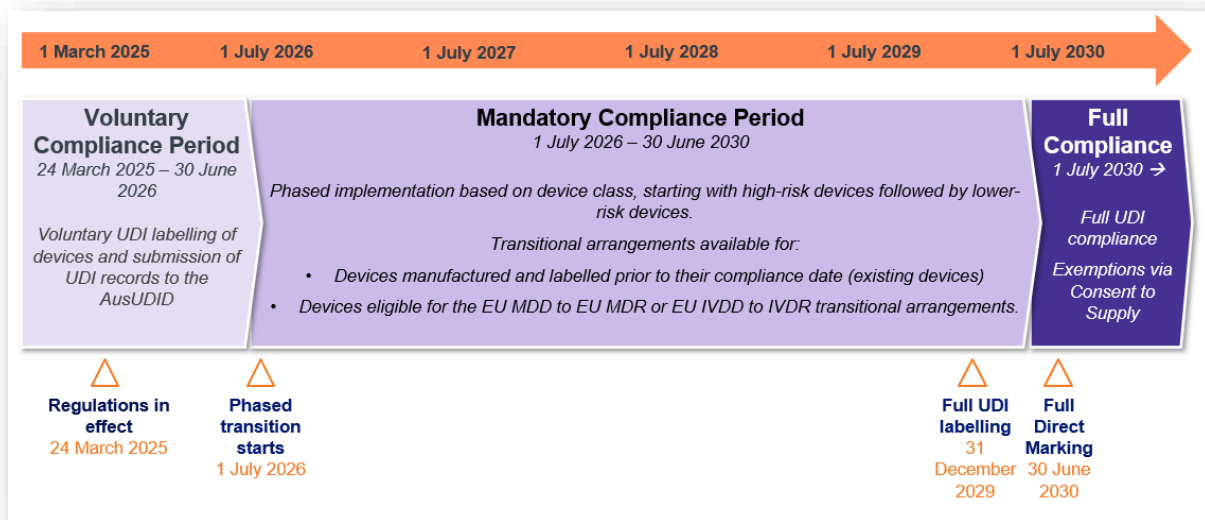 1 March 2025
1 July 2026
1 July 2027
1 July 2028
1 July 2029
1 July 2030
Voluntary
Compliance Period
24 March 2025 – 30 June
2026
Voluntary UDI labelling of
devices and submission of
UDI records to the
AusUDID
Mandatory Compliance Period
1 July 2026 – 30 June 2030
Phased implementation based on device class, starting with high-risk devices followed by lower-
risk devices.
Transitional arrangements available for:
• Devices manufactured and labelled prior to their compliance date (existing devices)
• Devices eligible for the EU MDD to EU MDR or EU IVDD to IVDR transitional arrangements.
Full
Compliance
1 July 2030 →
Full UDI
compliance
Exemptions via
Consent to
Supply
Regulations in
effect
24 March 2025
Phased
transition
starts
1 July 2026
Full UDI
labelling
31
December
2029
Full
Direct
Marking
30 June
2030